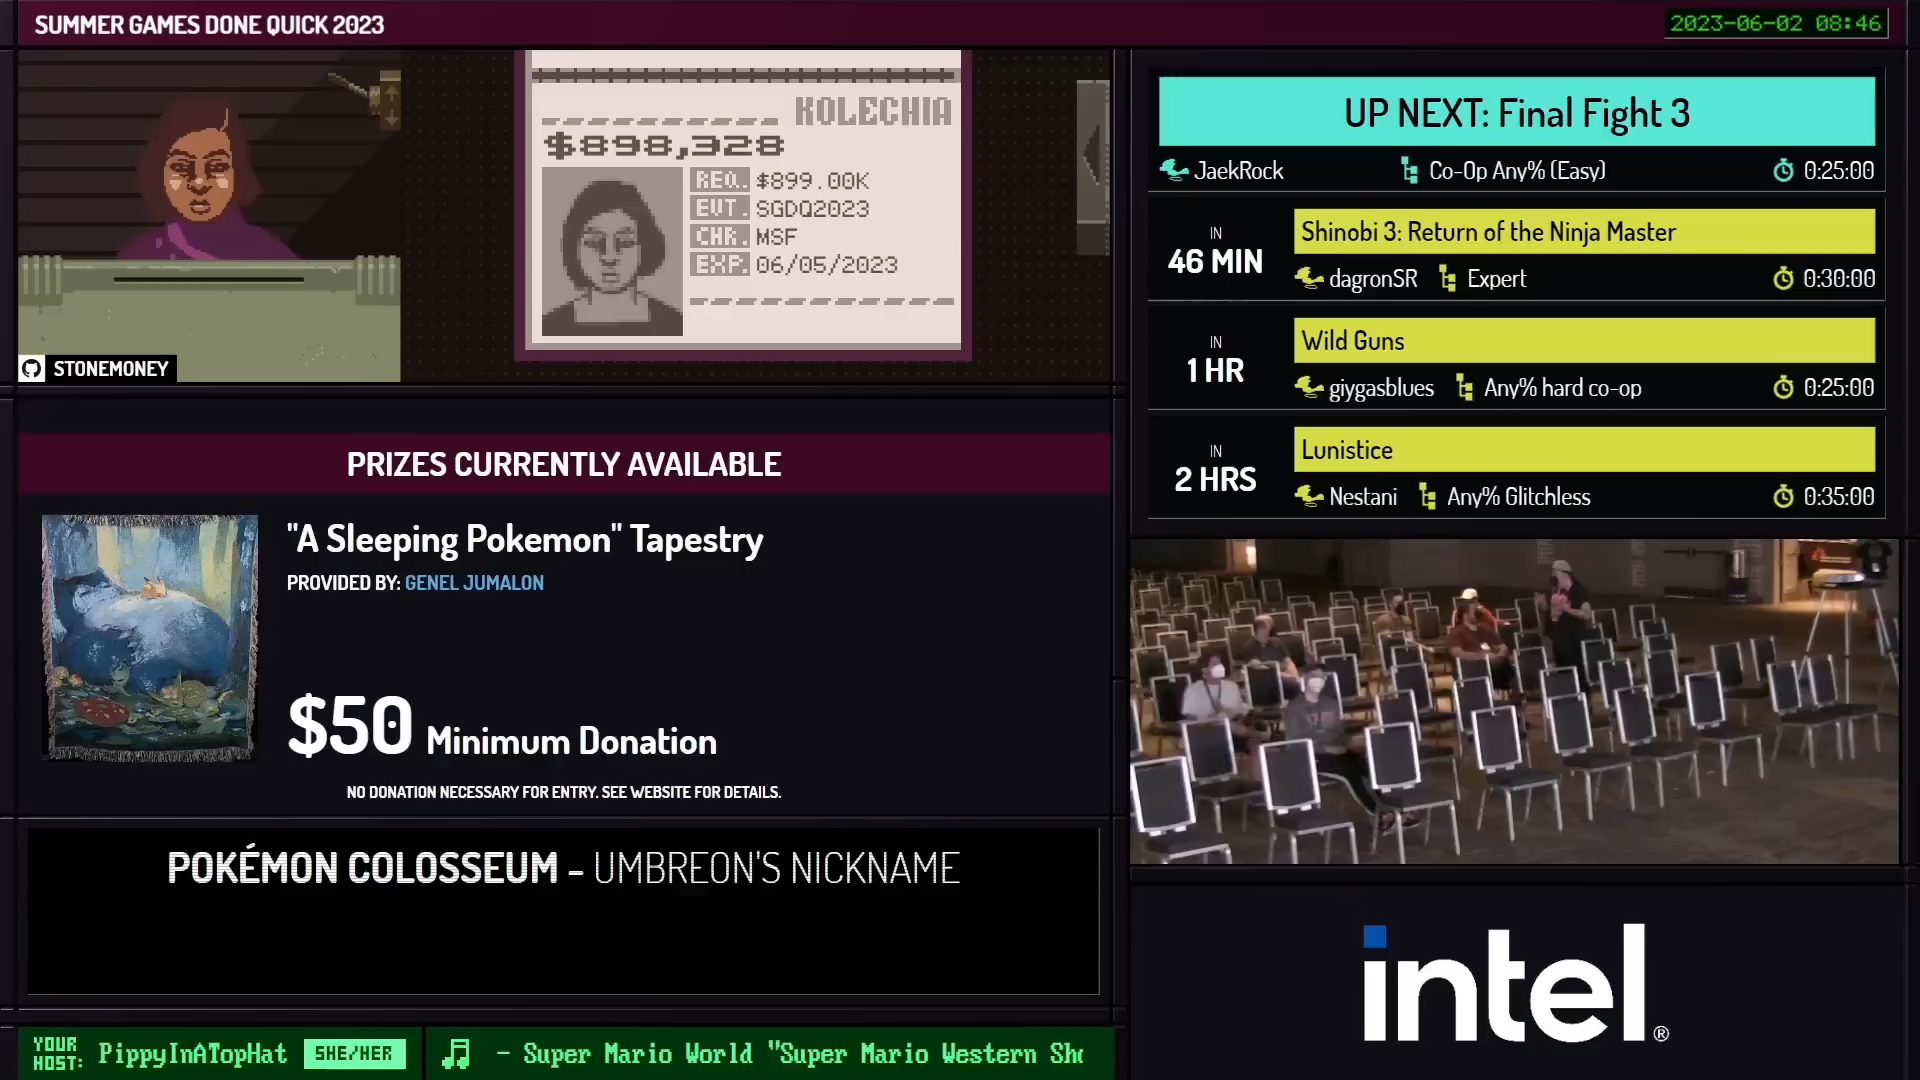 SUMMER GAMES DONE QUICK 2023
2023-06-02 08:46
KOLECHIA
$898,328
REQ. $899.00K
EVT. SGDQ2023
CHR. MSF
EXP. 06/05/2023
STONEMONEY
PRIZES CURRENTLY AVAILABLE
"A Sleeping Pokemon" Tapestry
PROVIDED BY: GENEL JUMALON
$50 Minimum Donation
NO DONATION NECESSARY FOR ENTRY. SEE WEBSITE FOR DETAILS.
POKÉMON COLOSSEUM – UMBREON'S NICKNAME
YOUR HOST: PippyInATopHat SHE/HER
- Super Mario World "Super Mario Western Sho
UP NEXT: Final Fight 3
JaekRock Co-Op Any% (Easy) 0:25:00
IN 46 MIN
Shinobi 3: Return of the Ninja Master
dagronSR Expert 0:30:00
IN 1 HR
Wild Guns
giygasblues Any% hard co-op 0:25:00
IN 2 HRS
Lunistice
Nestani Any% Glitchless 0:35:00
intel®